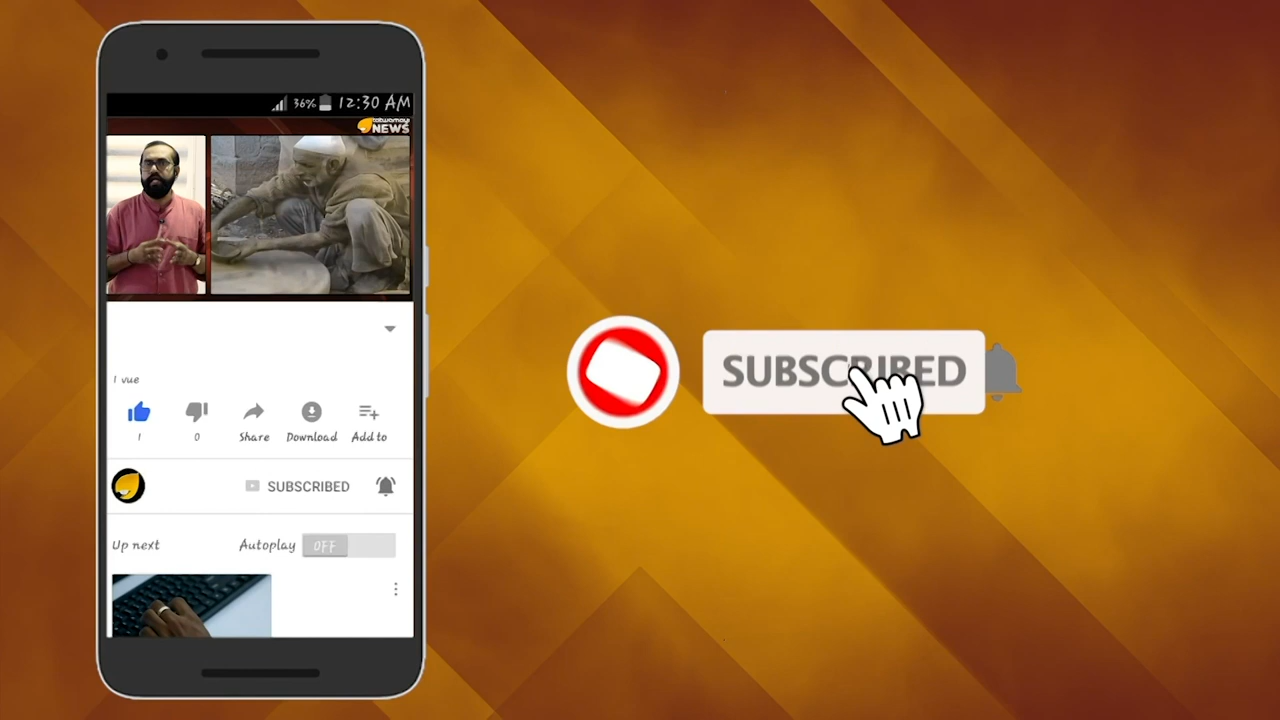 36% 12:30 AM
tatwamayi
NEWS
1 vue
1 0 Share Download Add to
SUBSCRIBED
Up next Autoplay OFF
SUBSCRIBED